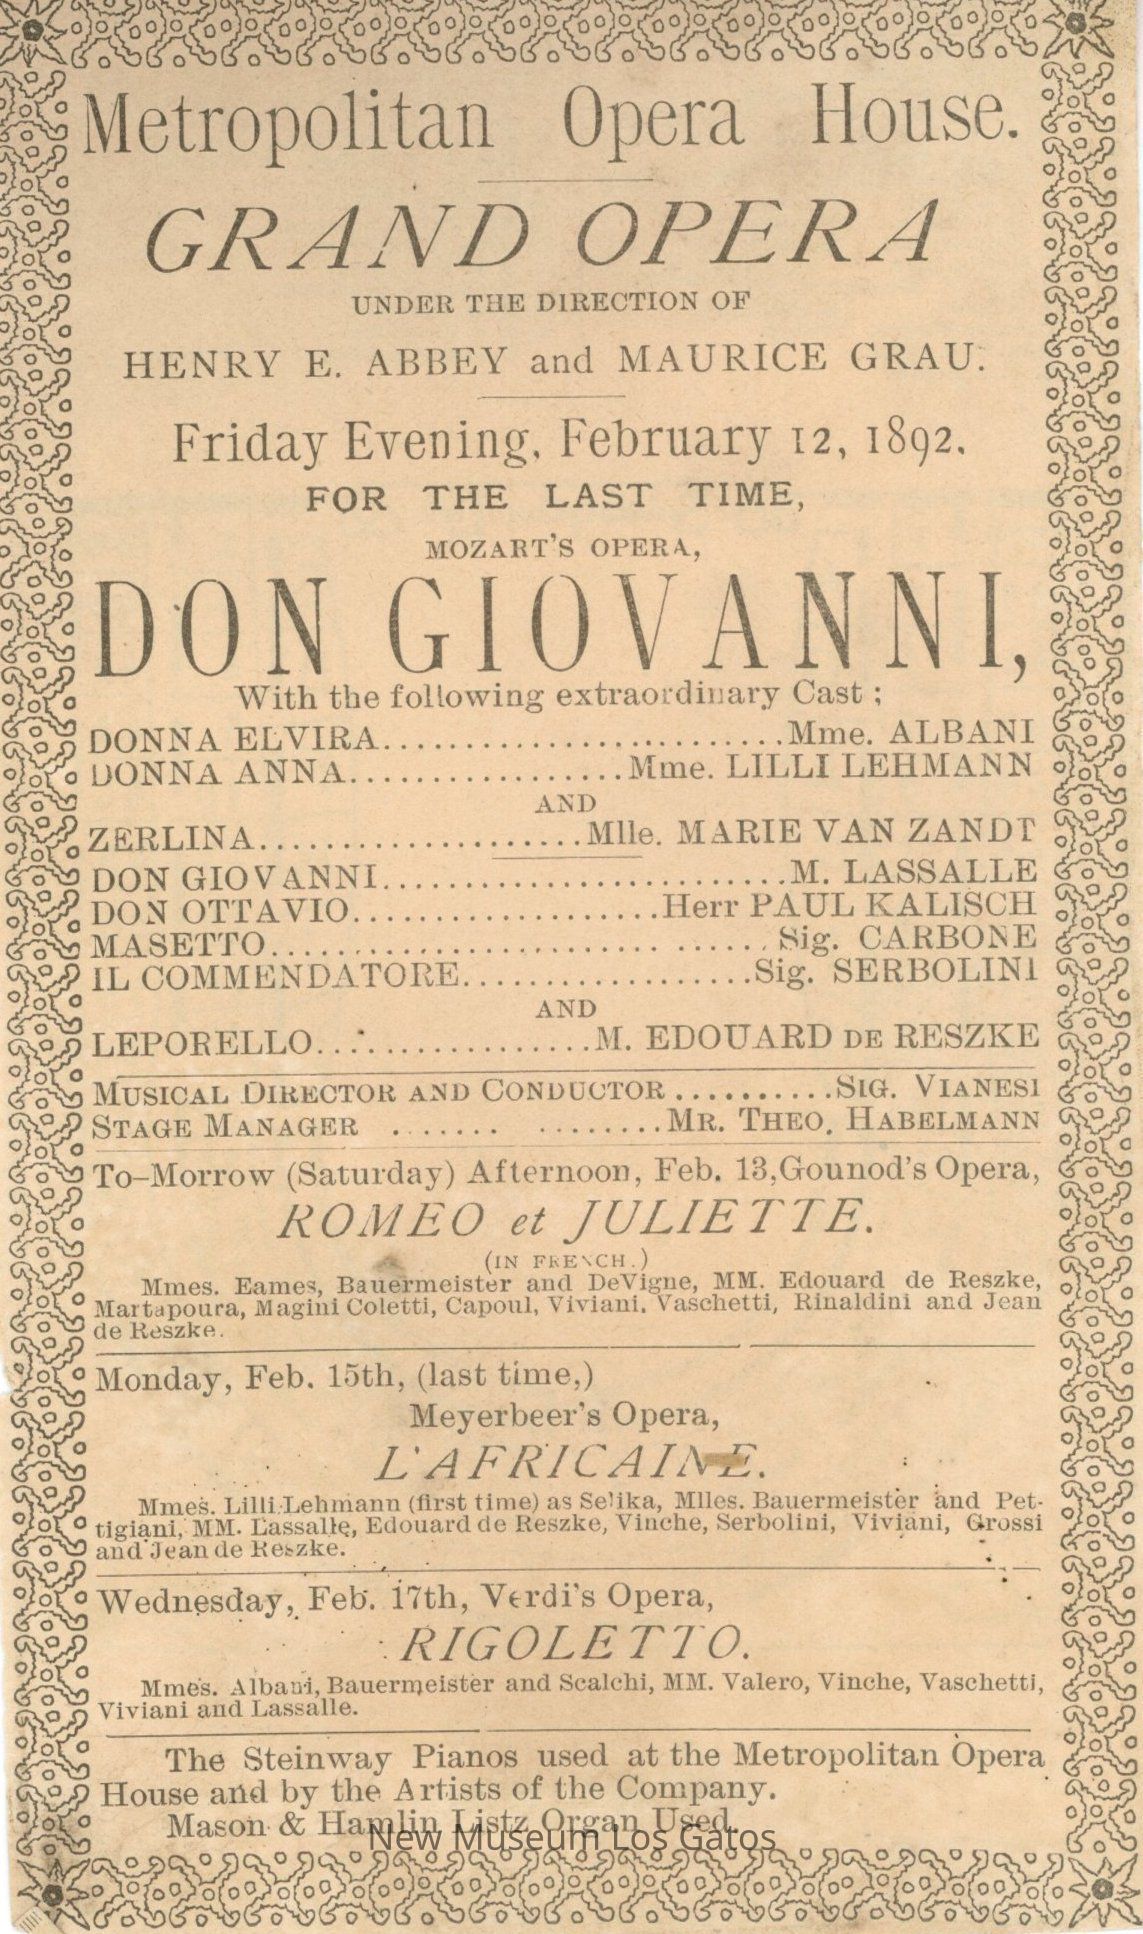 Metropolitan Opera House.
GRAND OPERA
UNDER THE DIRECTION OF
HENRY E. ABBEY and MAURICE GRAU.
Friday Evening, February 12, 1892.
FOR THE LAST TIME,
MOZART'S OPERA,
DON GIOVANNI,
With the following extraordinary Cast ;
DONNA ELVIRA..........................Mme. ALBANI
DONNA ANNA..................Mme. LILLI LEHMANN
AND
ZERLINA.....................Mlle. MARIE VAN ZANDT
DON GIOVANNI..........................M. LASSALLE
DON OTTAVIO....................Herr PAUL KALISCH
MASETTO................................Sig. CARBONE
IL COMMENDATORE...................Sig. SERBOLINI
AND
LEPORELLO..................M. EDOUARD DE RESZKE
MUSICAL DIRECTOR AND CONDUCTOR..........SIG. VIANESI
STAGE MANAGER ....... ........MR. THEO. HABELMANN
To-Morrow (Saturday) Afternoon, Feb. 13, Gounod's Opera,
ROMEO et JULIETTE.
(IN FRENCH.)
Mmes. Eames, Bauermeister and DeVigne, MM. Edouard de Reszke,
Martapoura, Magini Coletti, Capoul, Viviani, Vaschetti, Rinaldini and Jean
de Reszke.
Monday, Feb. 15th, (last time,)
Meyerbeer's Opera,
L'AFRICAINE.
Mmes. Lilli Lehmann (first time) as Selika, Mlles. Bauermeister and Pet-
tigiani, MM. Lassalle, Edouard de Reszke, Vinche, Serbolini, Viviani, Grossi
and Jean de Reszke.
Wednesday, Feb. 17th, Verdi's Opera,
RIGOLETTO.
Mmes. Albani, Bauermeister and Scalchi, MM. Valero, Vinche, Vaschetti,
Viviani and Lassalle.
The Steinway Pianos used at the Metropolitan Opera
House and by the Artists of the Company.
Mason & Hamlin Listz Organ Used.
New Museum Los Gatos